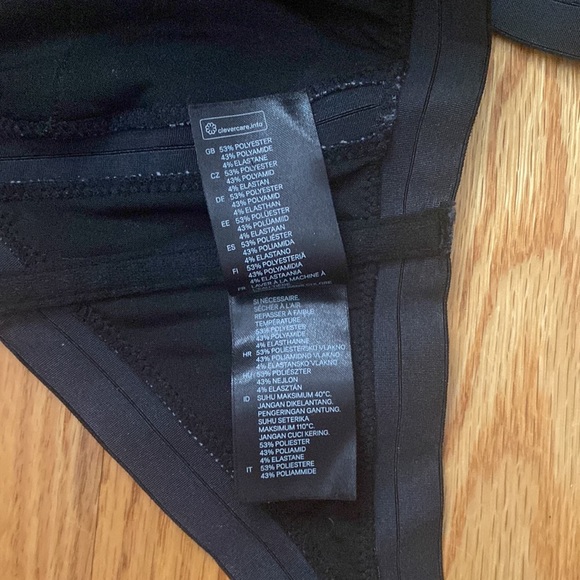 clevercare.info
GB 53% POLYESTER
43% POLYAMIDE
4% ELASTANE
CZ 53% POLYESTER
43% POLYAMID
4% ELASTAN
DE 53% POLYESTER
43% POLYAMID
4% ELASTHAN
EE 53% POLÜESTER
43% POLÜAMIID
4% ELASTAAN
ES 53% POLIÉSTER
43% POLIAMIDA
4% ELASTANO
FI 53% POLYESTERIÄ
43% POLYAMIDIA
4% ELASTAANIA
FR LAVER À LA MACHINE À
SI NÉCESSAIRE.
SÉCHER À L'AIR.
REPASSER À FAIBLE
TEMPÉRATURE.
53% POLYESTER
43% POLYAMIDE
4% ELASTHANNE
HR 53% POLIESTERSKO VLAKNO
43% POLIAMIDNO VLAKNO
4% ELASTANSKO VLAKNO
HU 53% POLIÉSZTER
43% NEJLON
4% ELASZTÁN
ID SUHU MAKSIMUM 40°C.
JANGAN DIKELANTANG.
PENGERINGAN GANTUNG.
SUHU SETERIKA
MAKSIMUM 110°C.
JANGAN CUCI KERING.
53% POLIESTER
43% POLIAMID
4% ELASTANE
IT 53% POLIESTERE
43% POLIAMMIDE